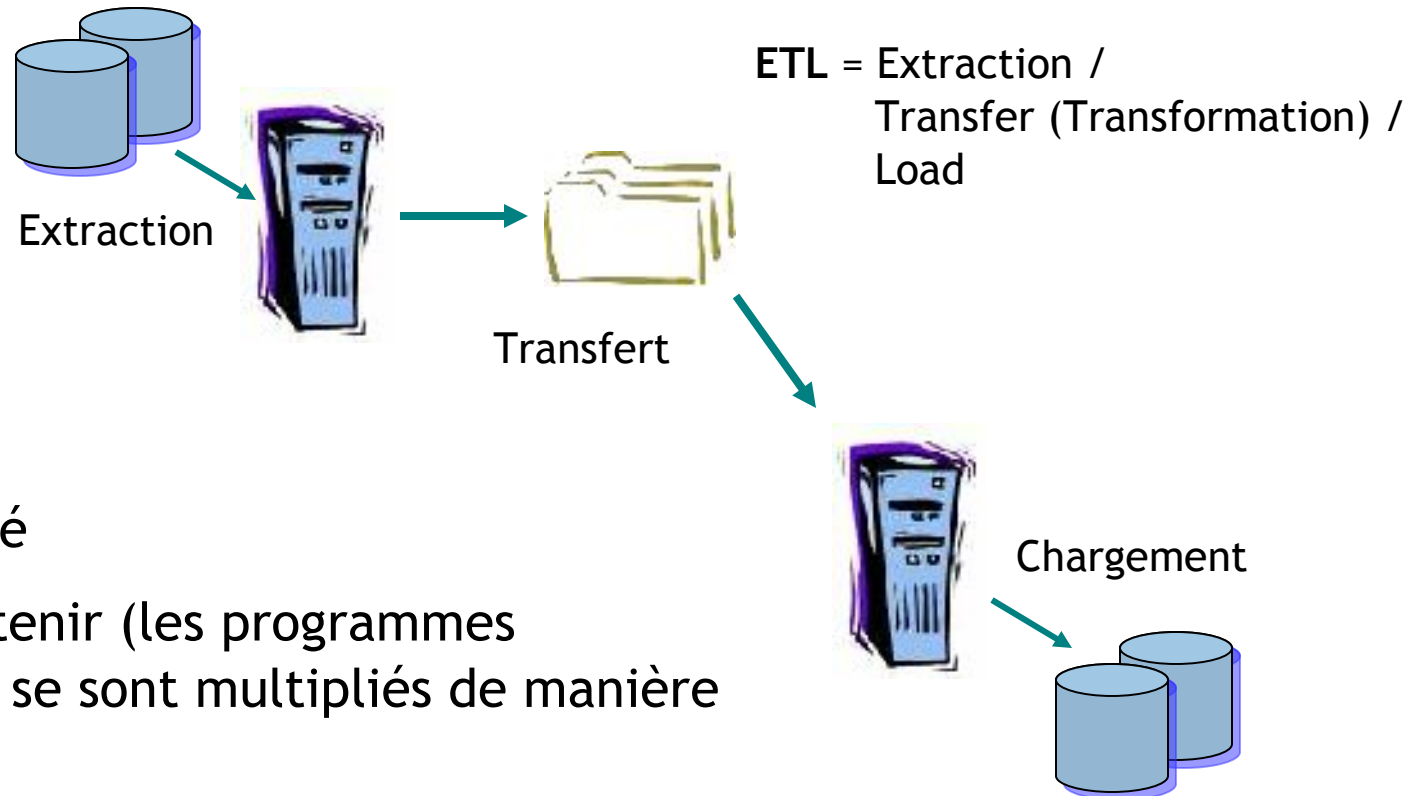 ETL = Extraction /
Transfer (Transformation) /
Load
Extraction
Transfert
Chargement
é
tenir (les programmes
se sont multipliés de manière